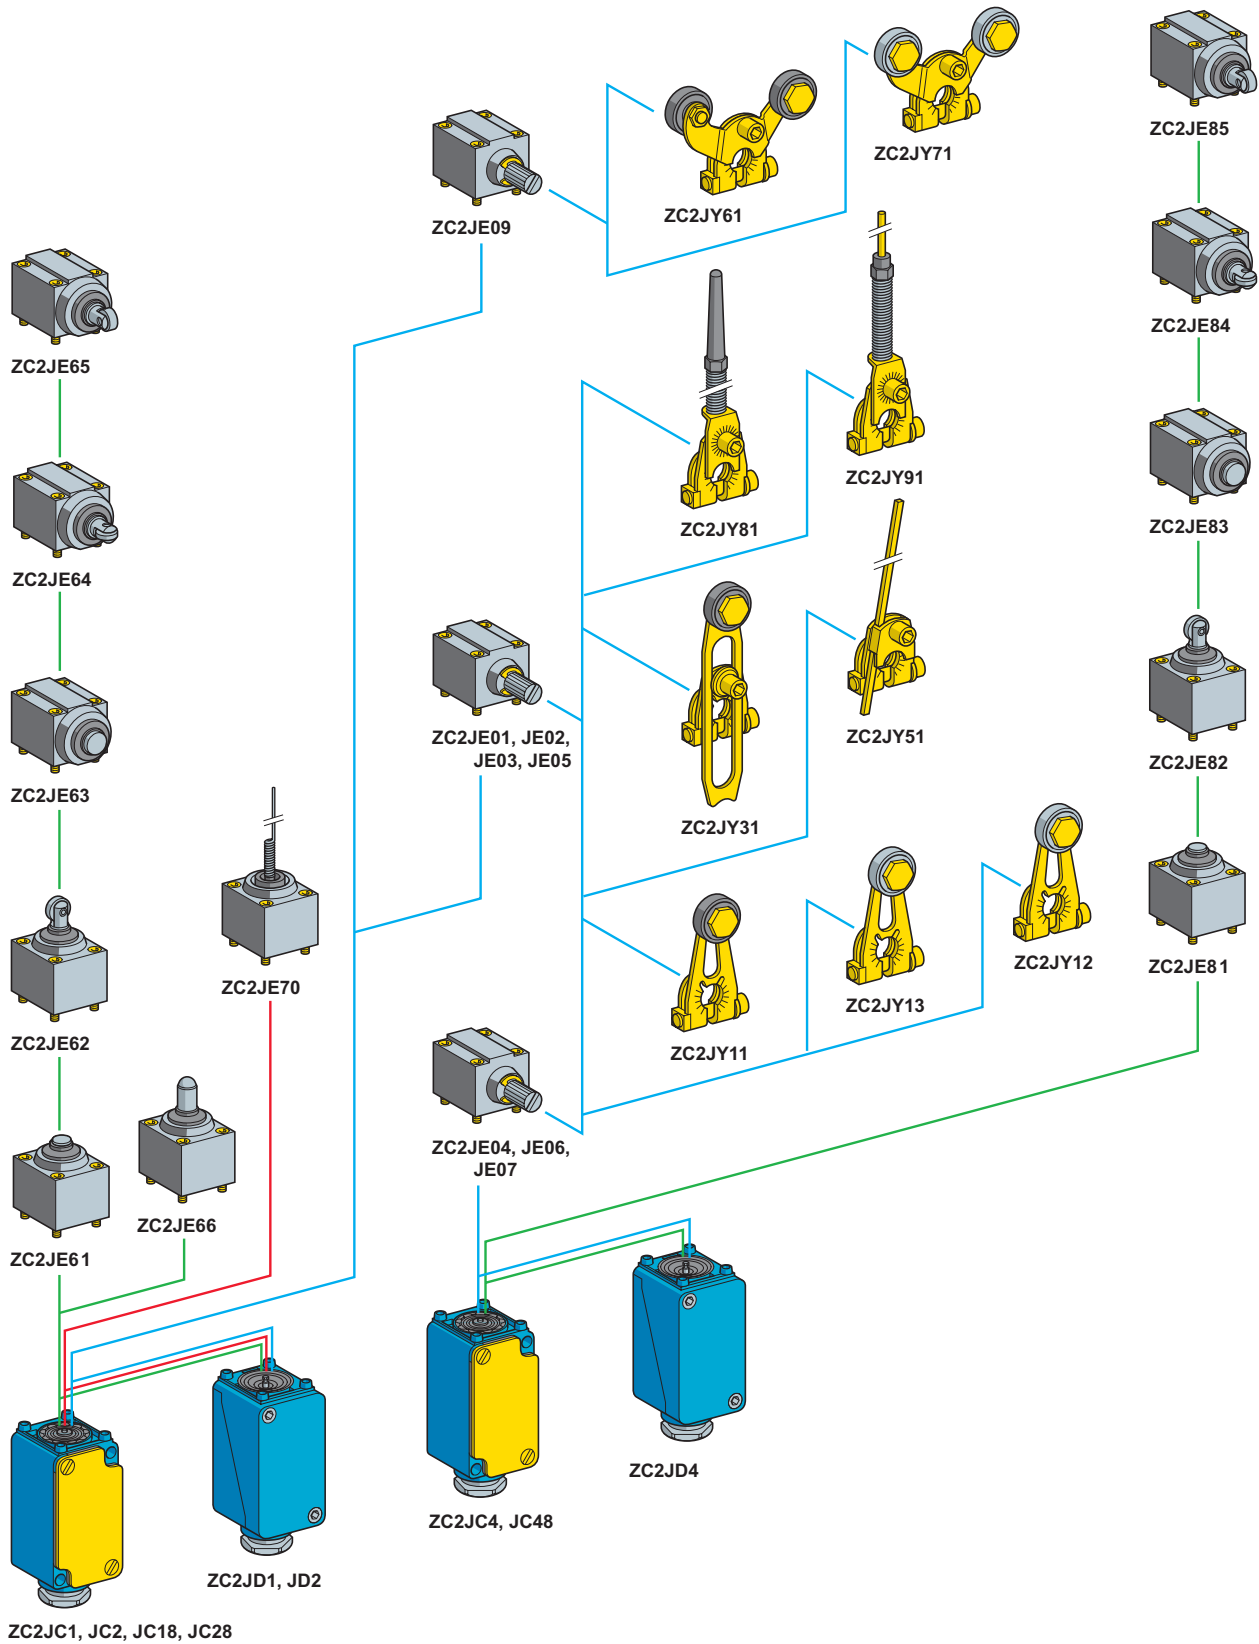 ZC2JE85
ZC2JY71
ZC2JY61
ZC2JE09
ZC2JE84
ZC2JE65
ZC2JY91
ZC2JY81
ZC2JE83
ZC2JE64
ZC2JE01, JE02,
JE03, JE05
ZC2JY51
ZC2JE82
ZC2JE63
ZC2JY31
ZC2JY12
ZC2JE81
ZC2JE70
ZC2JY13
ZC2JE62
ZC2JY11
ZC2JE04, JE06,
JE07
ZC2JE66
ZC2JE61
ZC2JD4
ZC2JC4, JC48
ZC2JD1, JD2
ZC2JC1, JC2, JC18, JC28